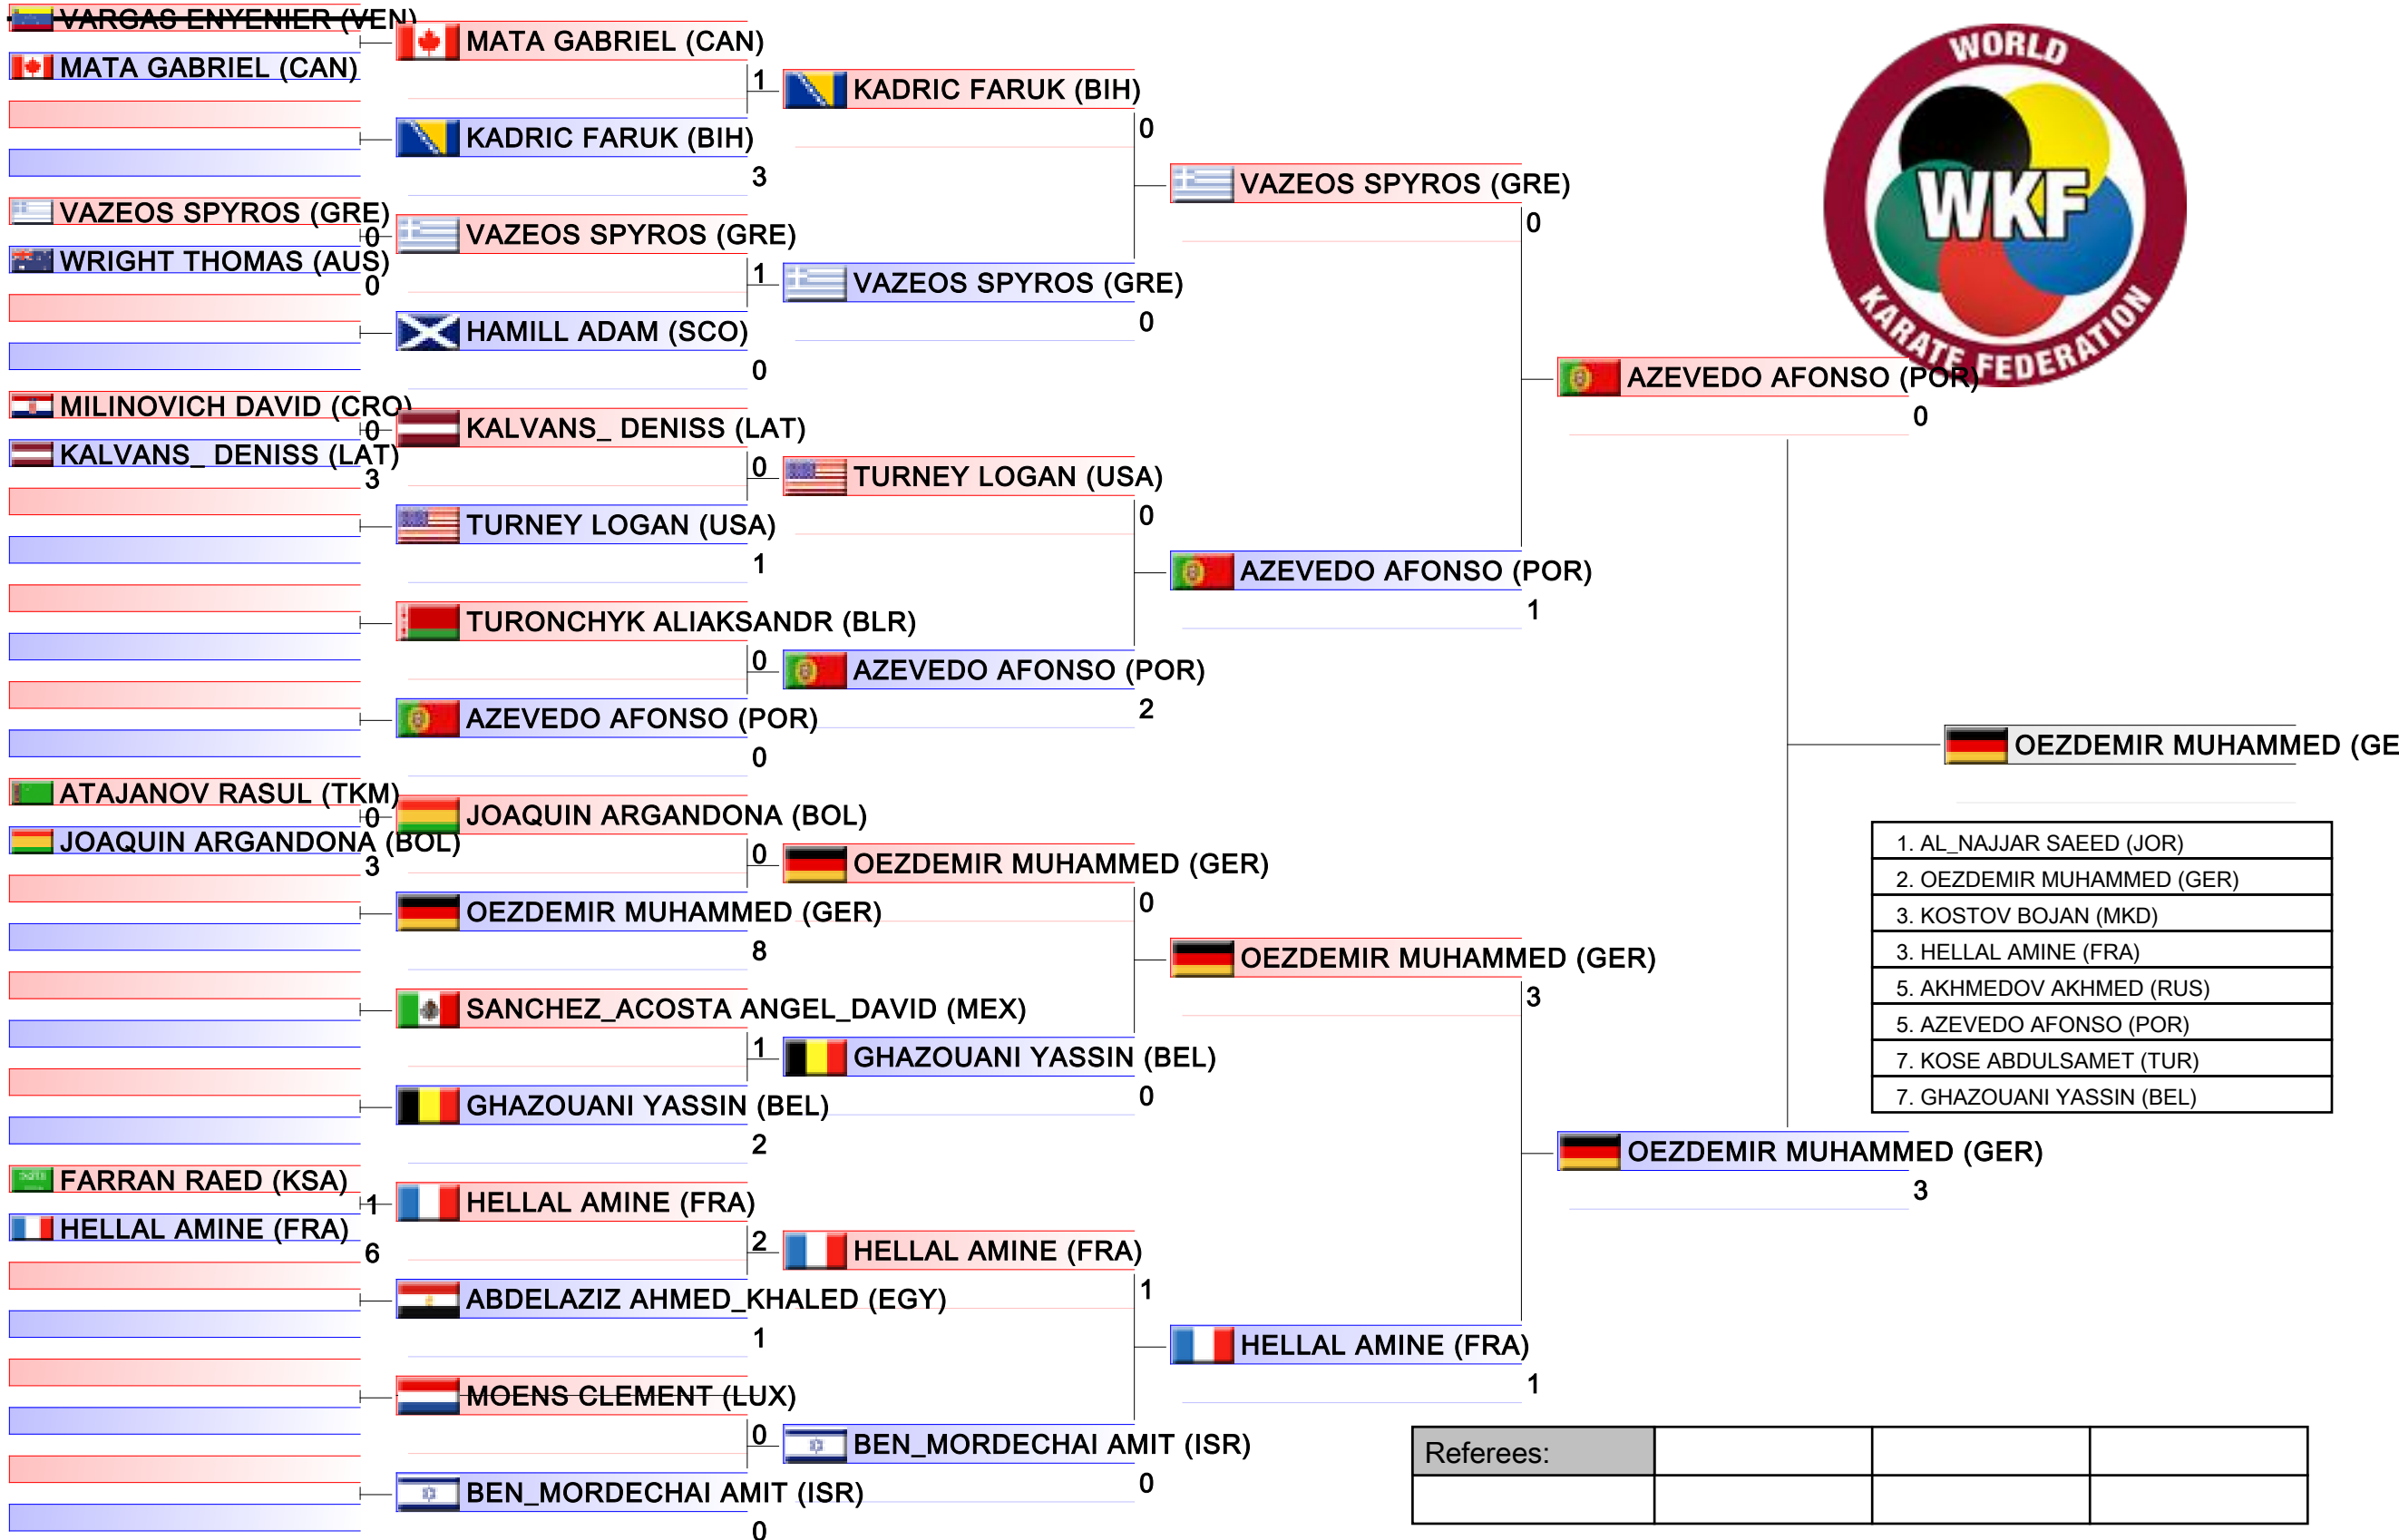 VARGAS ENYENIER (VEN)
MATA GABRIEL (CAN)
VAZEOS SPYROS (GRE)
0
WRIGHT THOMAS (AUS)
0
MILINOVICH DAVID (CRO)
0
KALVANS_ DENISS (LAT)
3
ATAJANOV RASUL (TKM)
0
JOAQUIN ARGANDONA (BOL)
3
FARRAN RAED (KSA)
1
HELLAL AMINE (FRA)
6
MATA GABRIEL (CAN)
1
KADRIC FARUK (BIH)
3
VAZEOS SPYROS (GRE)
1
HAMILL ADAM (SCO)
0
KALVANS_ DENISS (LAT)
0
TURNEY LOGAN (USA)
1
TURONCHYK ALIAKSANDR (BLR)
0
AZEVEDO AFONSO (POR)
0
JOAQUIN ARGANDONA (BOL)
0
OEZDEMIR MUHAMMED (GER)
8
SANCHEZ_ACOSTA ANGEL_DAVID (MEX)
1
GHAZOUANI YASSIN (BEL)
2
HELLAL AMINE (FRA)
2
ABDELAZIZ AHMED_KHALED (EGY)
1
MOENS CLEMENT (LUX)
0
BEN_MORDECHAI AMIT (ISR)
0
KADRIC FARUK (BIH)
0
VAZEOS SPYROS (GRE)
0
TURNEY LOGAN (USA)
0
AZEVEDO AFONSO (POR)
2
OEZDEMIR MUHAMMED (GER)
0
GHAZOUANI YASSIN (BEL)
0
HELLAL AMINE (FRA)
1
BEN_MORDECHAI AMIT (ISR)
0
VAZEOS SPYROS (GRE)
0
AZEVEDO AFONSO (POR)
1
OEZDEMIR MUHAMMED (GER)
3
HELLAL AMINE (FRA)
1
WORLD
WKF
KARATE FEDERATION
AZEVEDO AFONSO (POR)
0
OEZDEMIR MUHAMMED (GER)
3
OEZDEMIR MUHAMMED (GE
1. AL_NAJJAR SAEED (JOR)
2. OEZDEMIR MUHAMMED (GER)
3. KOSTOV BOJAN (MKD)
3. HELLAL AMINE (FRA)
5. AKHMEDOV AKHMED (RUS)
5. AZEVEDO AFONSO (POR)
7. KOSE ABDULSAMET (TUR)
7. GHAZOUANI YASSIN (BEL)
Referees: